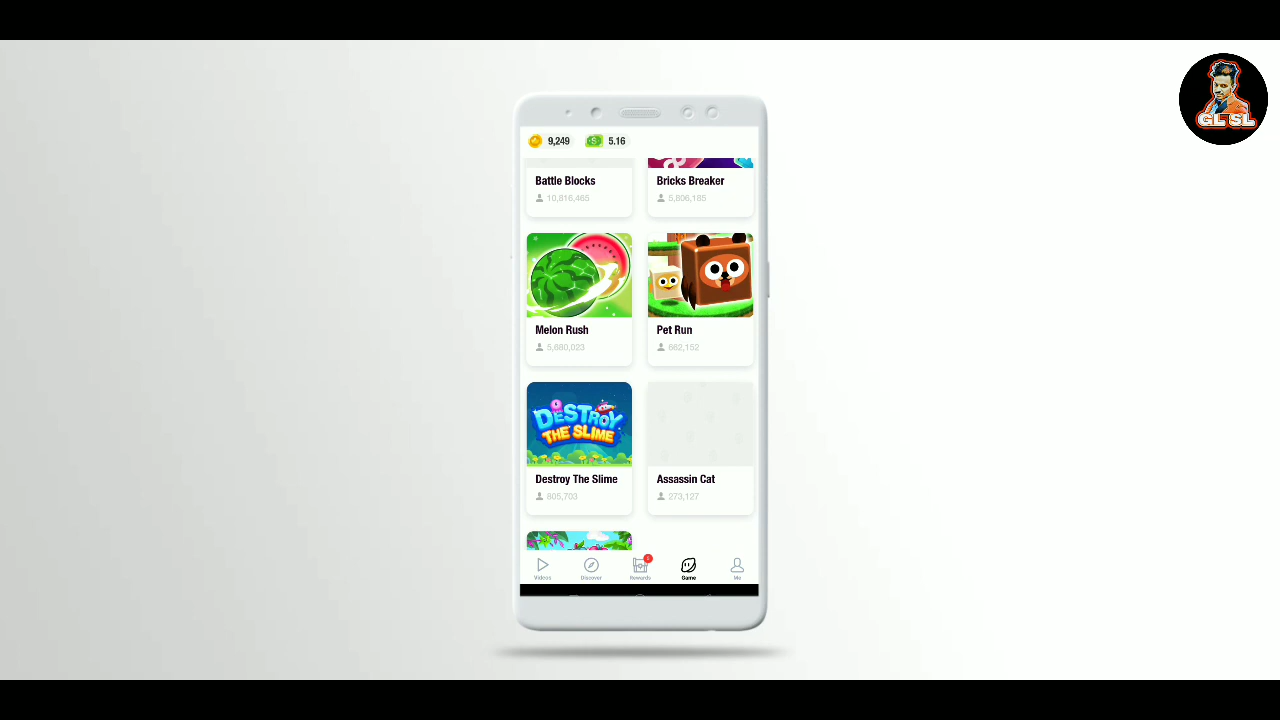 GL SL
9,249 5.16
Battle Blocks Bricks Breaker
10,816,465 5,806,185
Melon Rush Pet Run
5,680,023 662,152
DESTROY
THE SLIME
Destroy The Slime Assassin Cat
805,703 273,127
Videos Discover Rewards Game Me